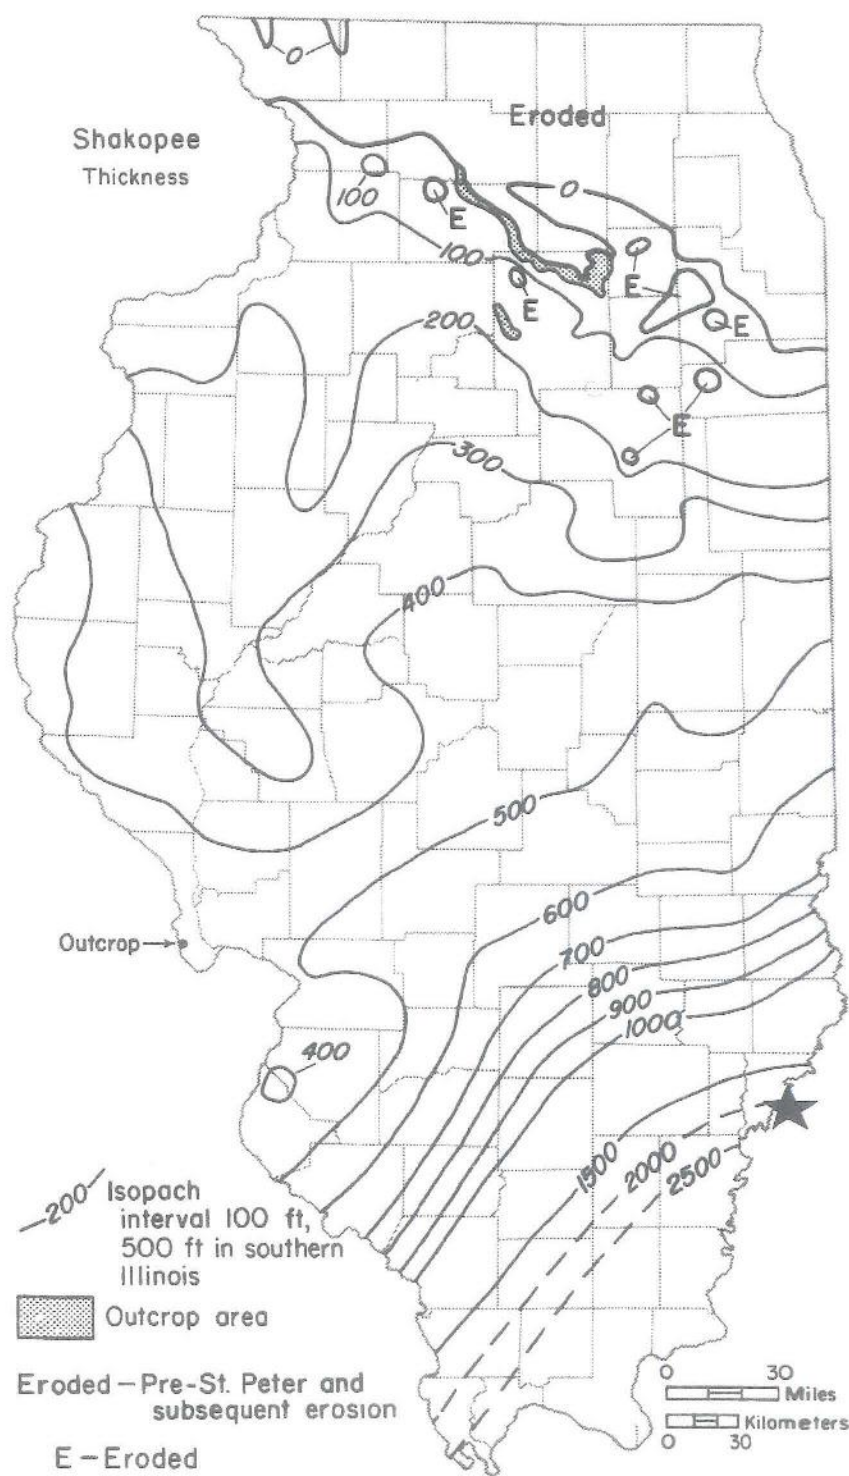 0
Eroded
Shakopee
Thickness
100
E
0
100
E
E
E
200
E
300
400
500
600
Outcrop
700
800
900
1000
400
1500
2000
2500
200
Isopach
interval 100 ft,
500 ft in southern
Illinois
Outcrop area
Eroded – Pre-St. Peter and
subsequent erosion
E – Eroded
0 30
Miles
Kilometers
0 30